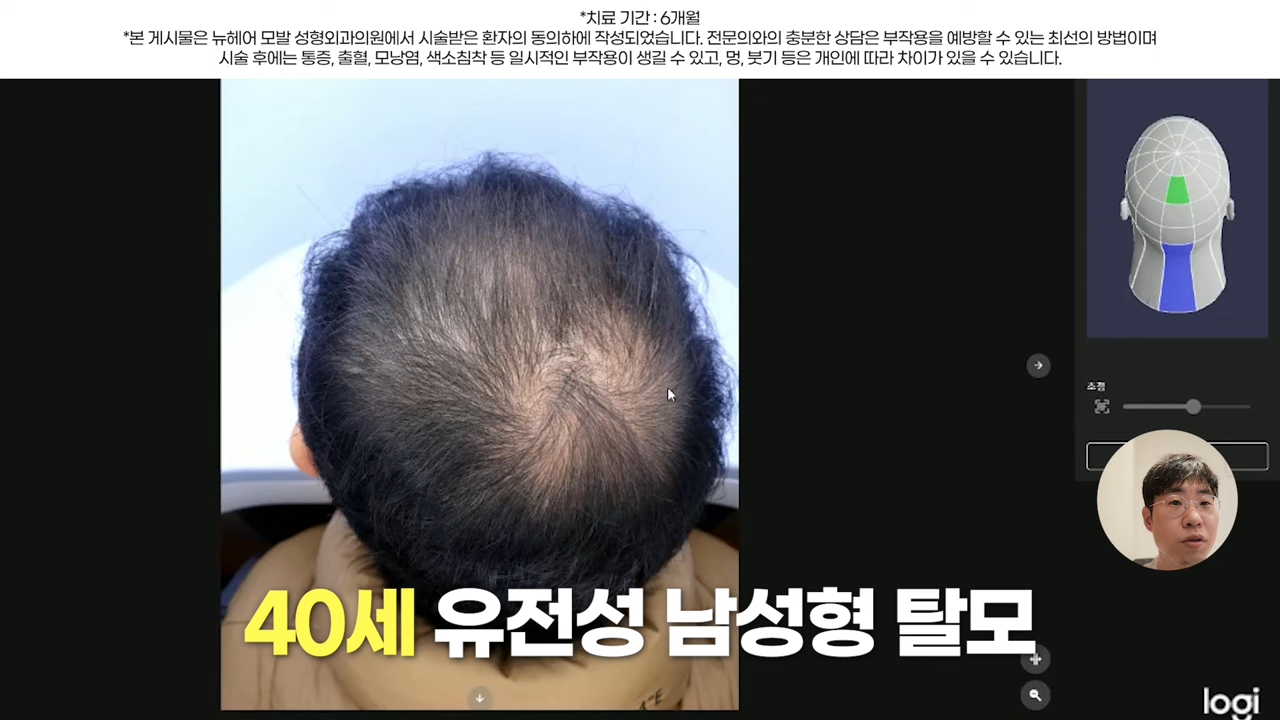 *치료 기간 : 6개월
*본 게시물은 뉴헤어 모발 성형외과의원에서 시술받은 환자의 동의하에 작성되었습니다. 전문의와의 충분한 상담은 부작용을 예방할 수 있는 최선의 방법이며
시술 후에는 통증, 출혈, 모낭염, 색소침착 등 일시적인 부작용이 생길 수 있고, 멍, 붓기 등은 개인에 따라 차이가 있을 수 있습니다.
초점
40세 유전성 남성형 탈모
logi